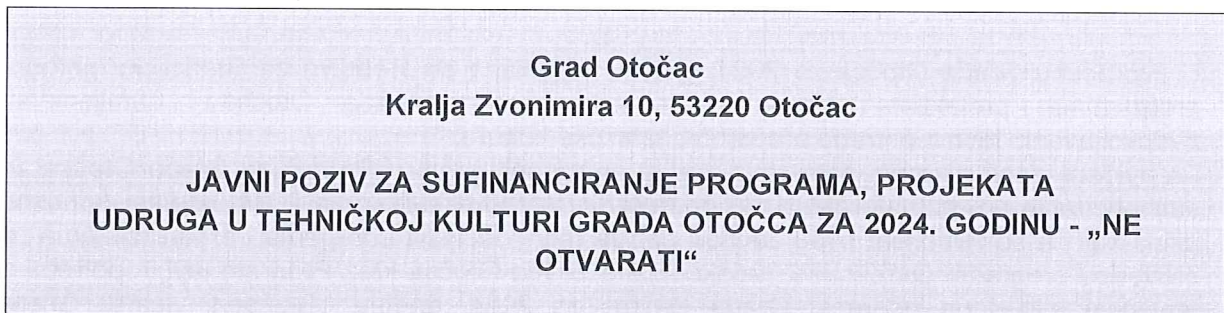 Grad Otočac
Kralja Zvonimira 10, 53220 Otočac
JAVNI POZIV ZA SUFINANCIRANJE PROGRAMA, PROJEKATA
UDRUGA U TEHNIČKOJ KULTURI GRADA OTOČCA ZA 2024. GODINU - „NE
OTVARATI“